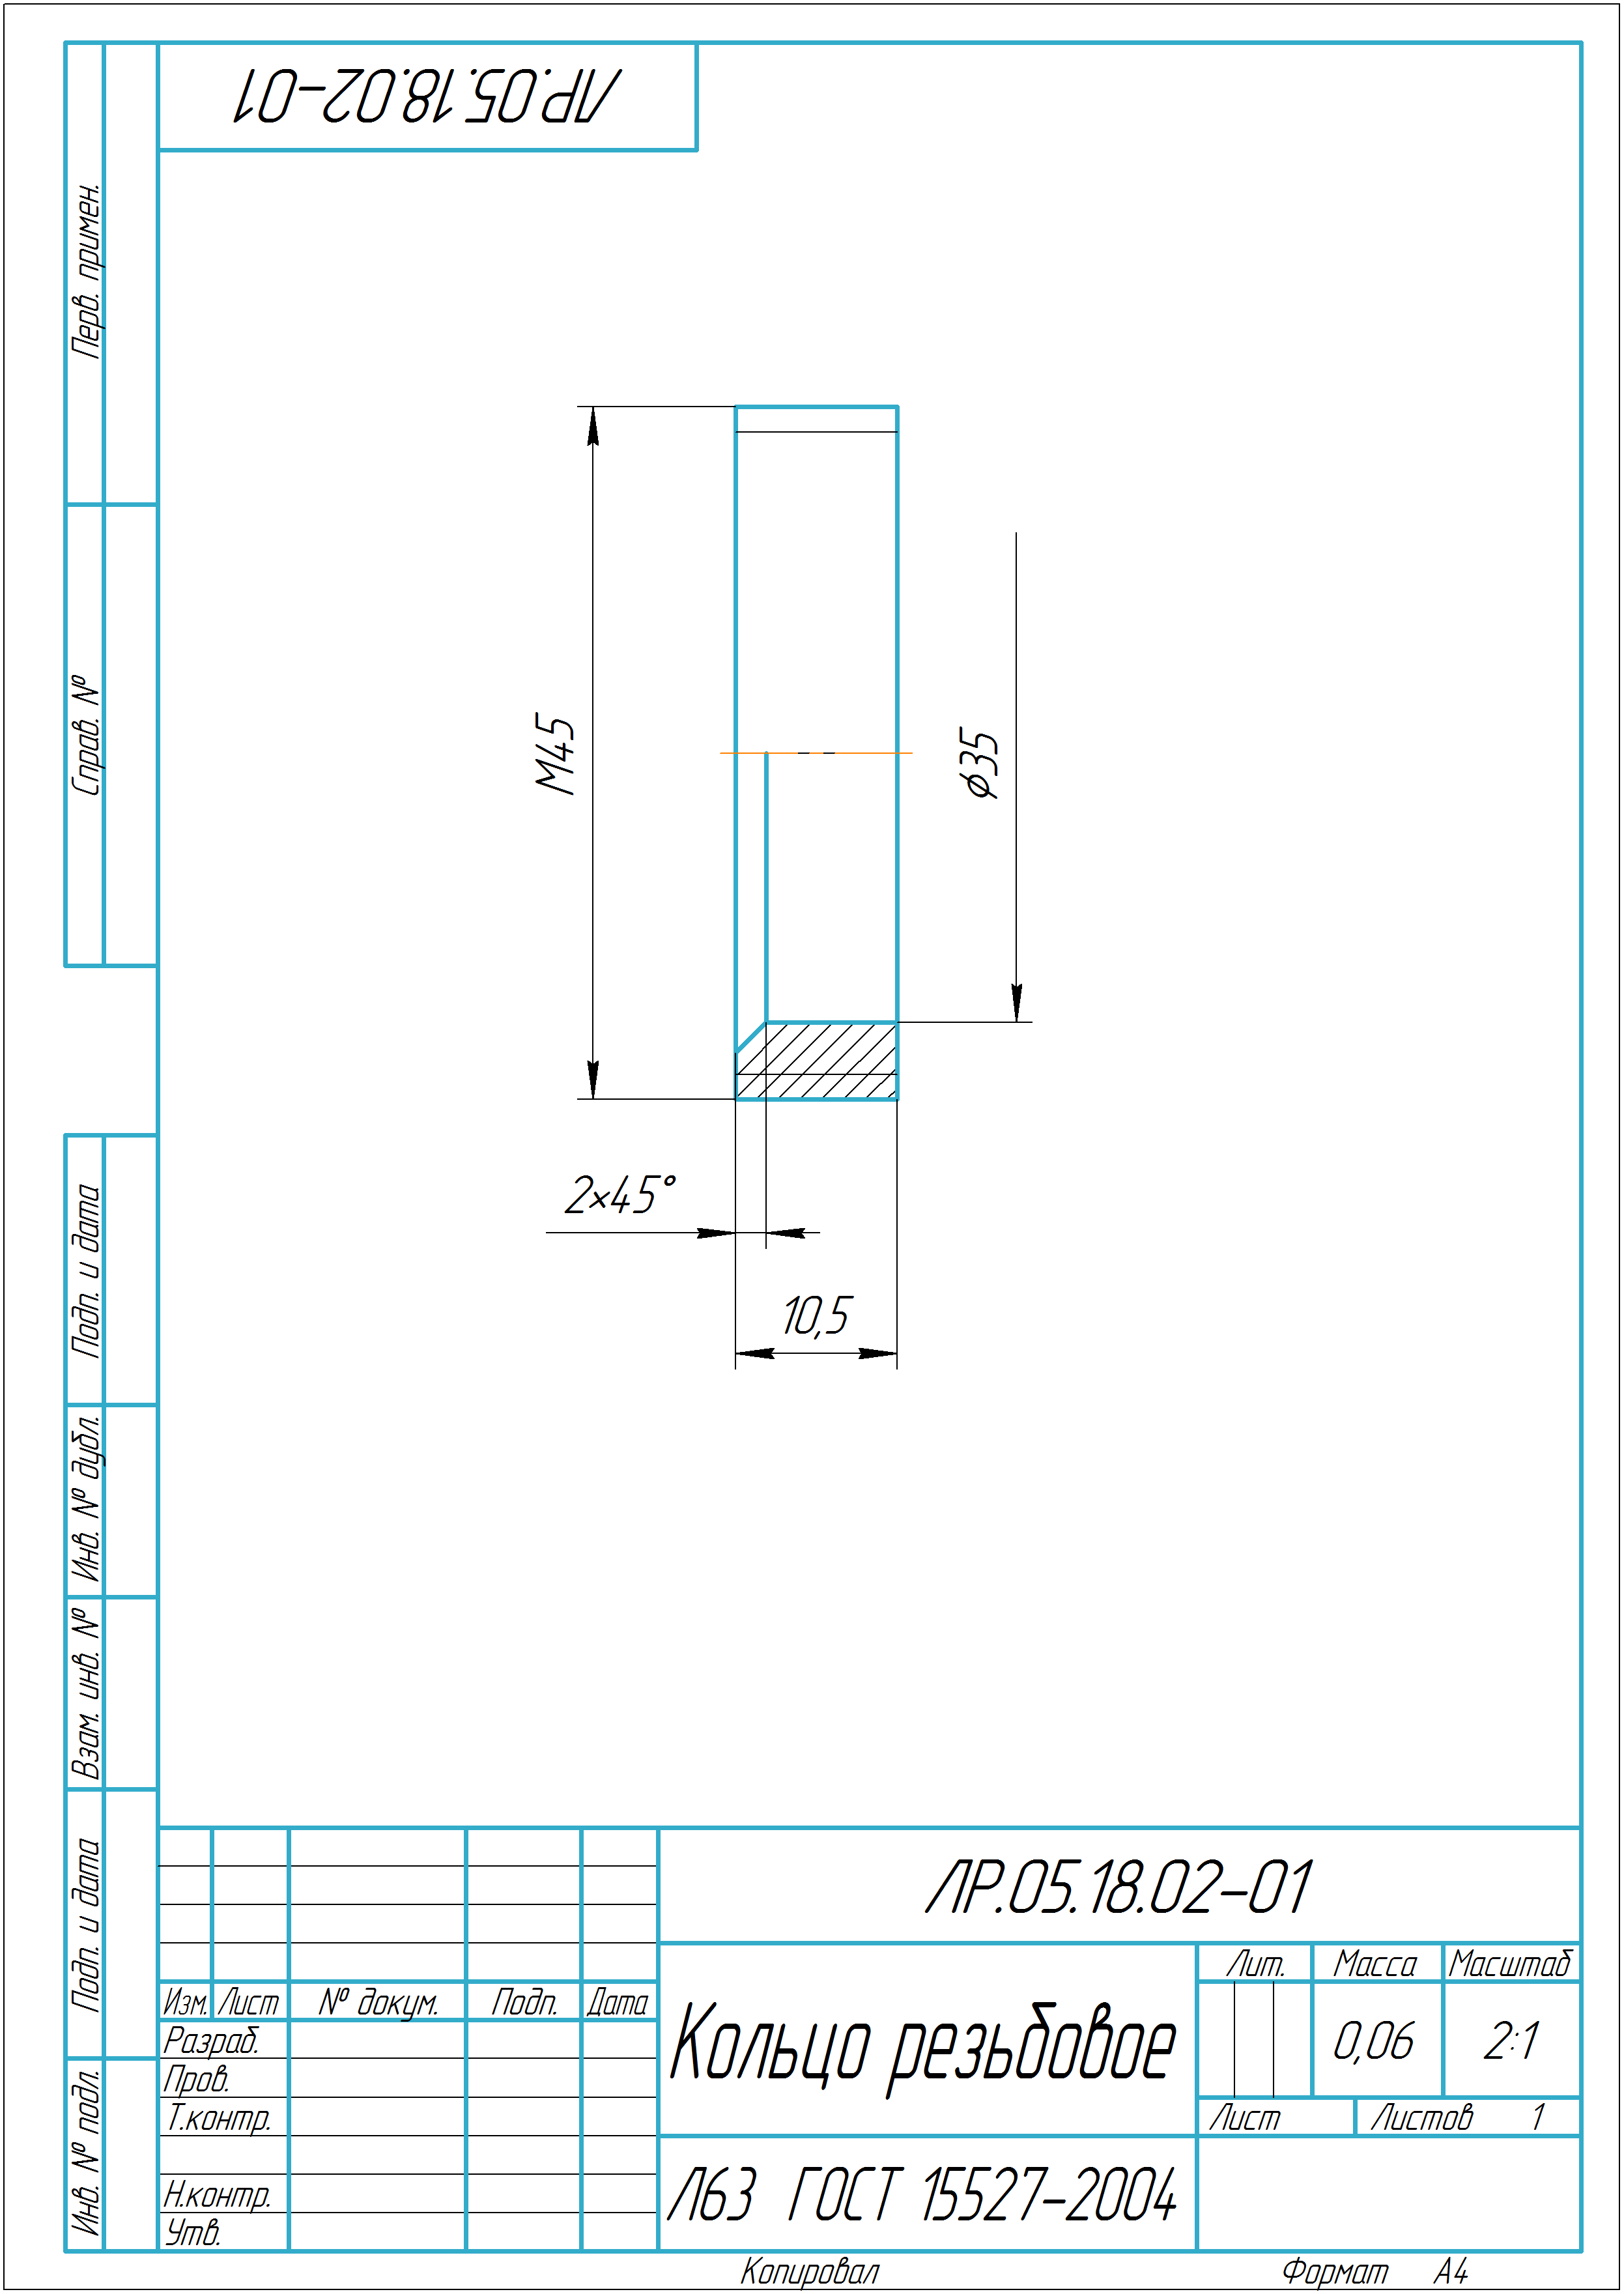 ЛР.05.18.02-01
Перв. примен.
Справ. №
Подп. и дата
Инв. № дубл.
Взам. инв. №
Подп. и дата
Инв. № подл.
М45
⌀35
2×45°
10,5
ЛР.05.18.02-01
Лит. Масса Масштаб
Изм. Лист № докум. Подп. Дата
Разраб.
Пров.
Т.контр.
Н.контр.
Утв.
Кольцо резьбовое
0,06 2:1
Лист Листов 1
Л63 ГОСТ 15527-2004
Копировал Формат А4